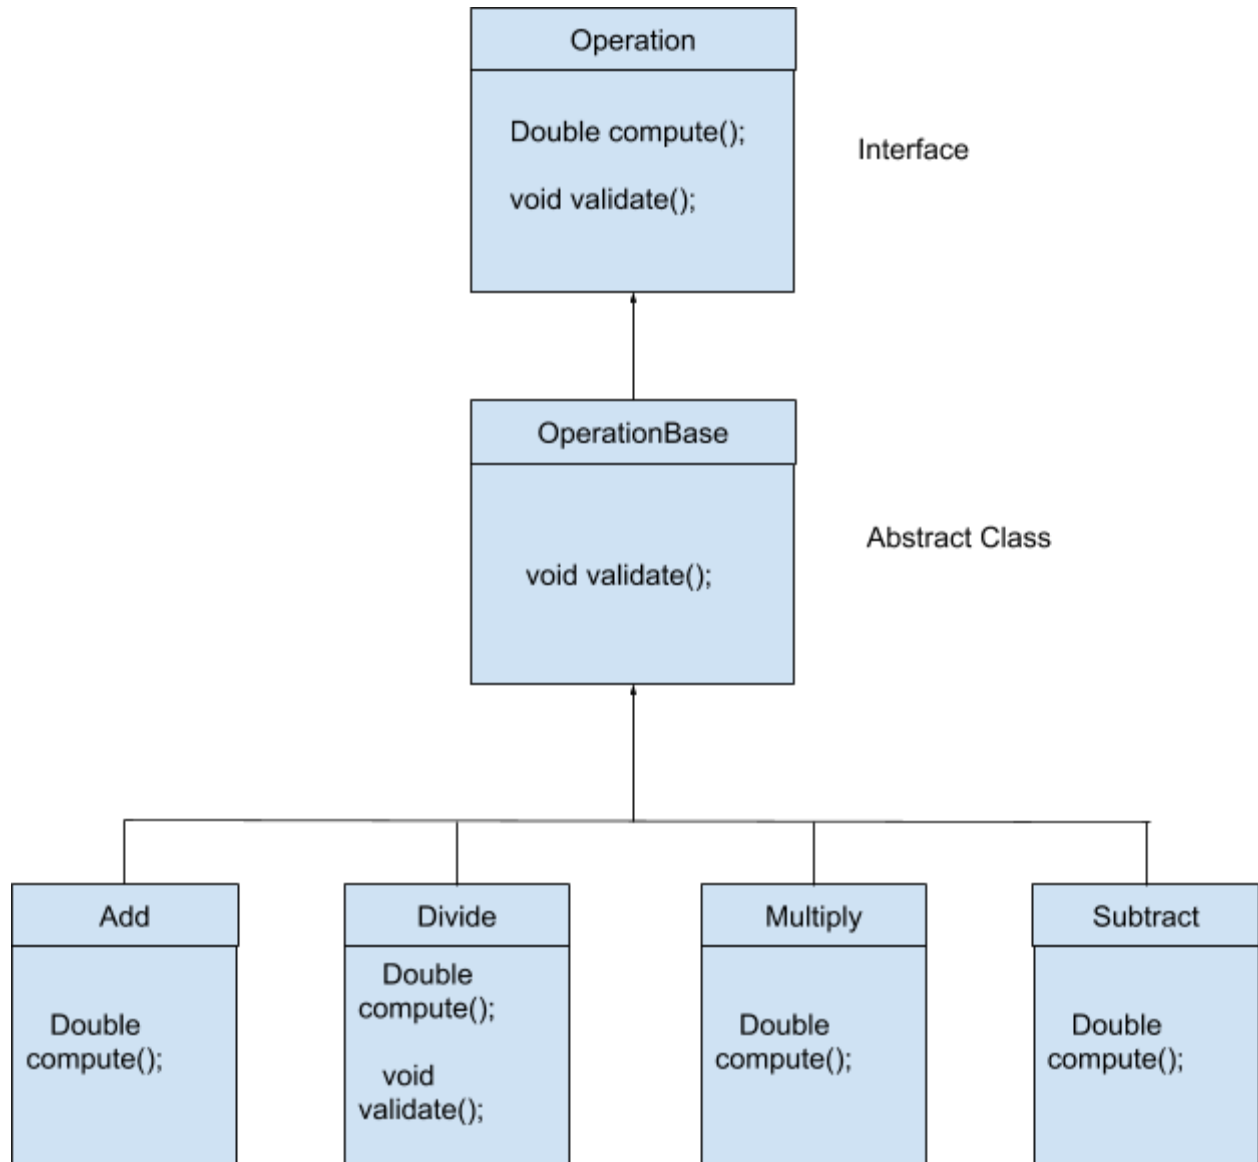 Operation
Double compute();
void validate();
Interface
OperationBase
void validate();
Abstract Class
Add
Double
compute();
Divide
Double
compute();
void
validate();
Multiply
Double
compute();
Subtract
Double
compute();